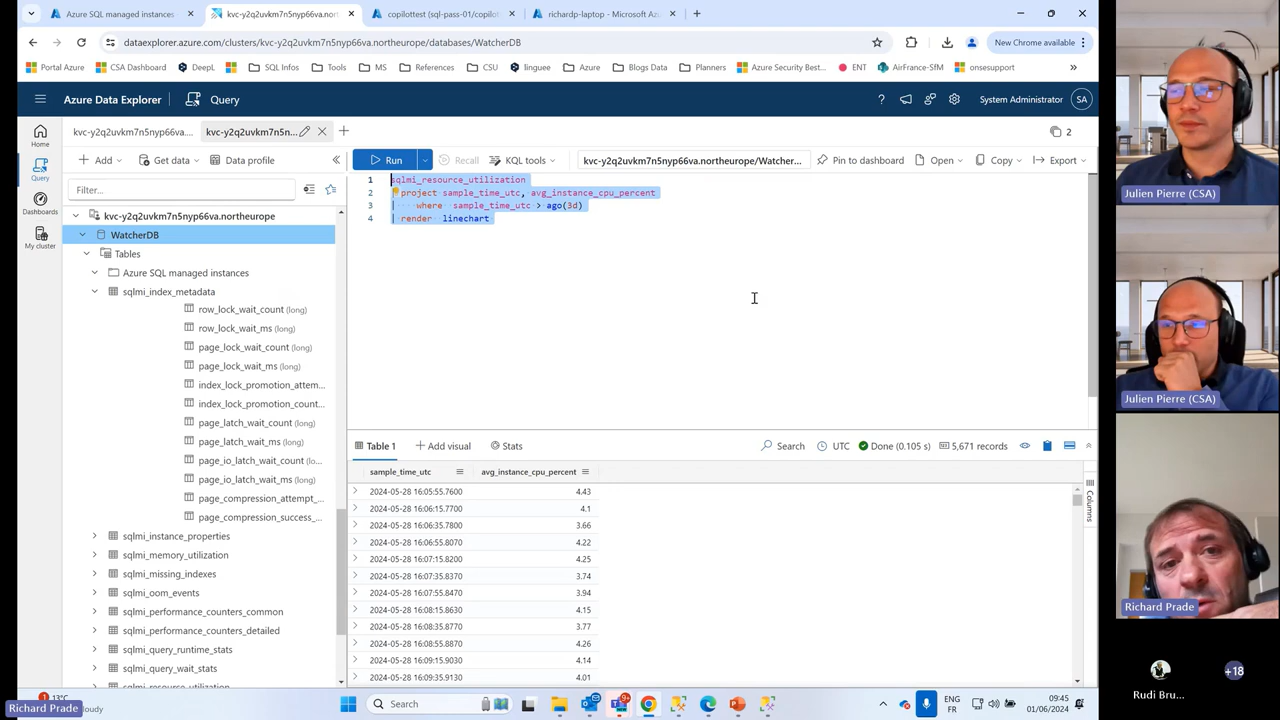 Azure SQL managed instances
kvc-y2q2uvkm7n5nyp66va.nort
copilottest (sql-pass-01/copilot
richardp-laptop - Microsoft Az
dataexplorer.azure.com/clusters/kvc-y2q2uvkm7n5nyp66va.northeurope/databases/WatcherDB
New Chrome available
Portal Azure
CSA Dashboard
DeepL
SQL Infos
Tools
MS
References
Perso
Linguee
Azure
Blogs Data
Planners
Azure Security Best...
ENT
AirFrance-SfM
onsesupport
Azure Data Explorer
Query
System Administrator
SA
kvc-y2q2uvkm7n5nyp66va....
kvc-y2q2uvkm7n5n...
2
Home
Query
Dashboards
My cluster
Add
Get data
Data profile
Run
Recall
KQL tools
kvc-y2q2uvkm7n5nyp66va.northeurope/Watcher...
Pin to dashboard
Open
Copy
Export
Filter...
1 sqlmi_resource_utilization
2 project sample_time_utc, avg_instance_cpu_percent
3 | where sample_time_utc > ago(3d)
4 | render linechart
kvc-y2q2uvkm7n5nyp66va.northeurope
WatcherDB
Tables
Azure SQL managed instances
sqlmi_index_metadata
row_lock_wait_count (long)
row_lock_wait_ms (long)
page_lock_wait_count (long)
page_lock_wait_ms (long)
index_lock_promotion_attem...
index_lock_promotion_count...
page_latch_wait_count (long)
page_latch_wait_ms (long)
page_io_latch_wait_count (lo...
page_io_latch_wait_ms (long)
page_compression_attempt_...
page_compression_success_...
sqlmi_instance_properties
sqlmi_memory_utilization
sqlmi_missing_indexes
sqlmi_oom_events
sqlmi_performance_counters_common
sqlmi_performance_counters_detailed
sqlmi_query_runtime_stats
sqlmi_query_wait_stats
sqlmi_resource_utilization
Table 1
Add visual
Stats
Search
UTC
Done (0.105 s)
5,671 records
sample_time_utc avg_instance_cpu_percent
2024-05-28 16:05:55.7600 4.43
2024-05-28 16:06:15.7700 4.1
2024-05-28 16:06:35.7800 3.66
2024-05-28 16:06:55.8070 4.22
2024-05-28 16:07:15.8200 4.25
2024-05-28 16:07:35.8370 3.74
2024-05-28 16:07:55.8470 3.94
2024-05-28 16:08:15.8630 4.15
2024-05-28 16:08:35.8770 3.77
2024-05-28 16:08:55.8870 4.26
2024-05-28 16:09:15.9030 4.14
2024-05-28 16:09:35.9130 4.01
Columns
Julien Pierre (CSA)
Julien Pierre (CSA)
Richard Prade
Rudi Bru...
+18
1
13°C
oudy
Richard Prade
Search
9+
ENG
FR
09:45
01/06/2024